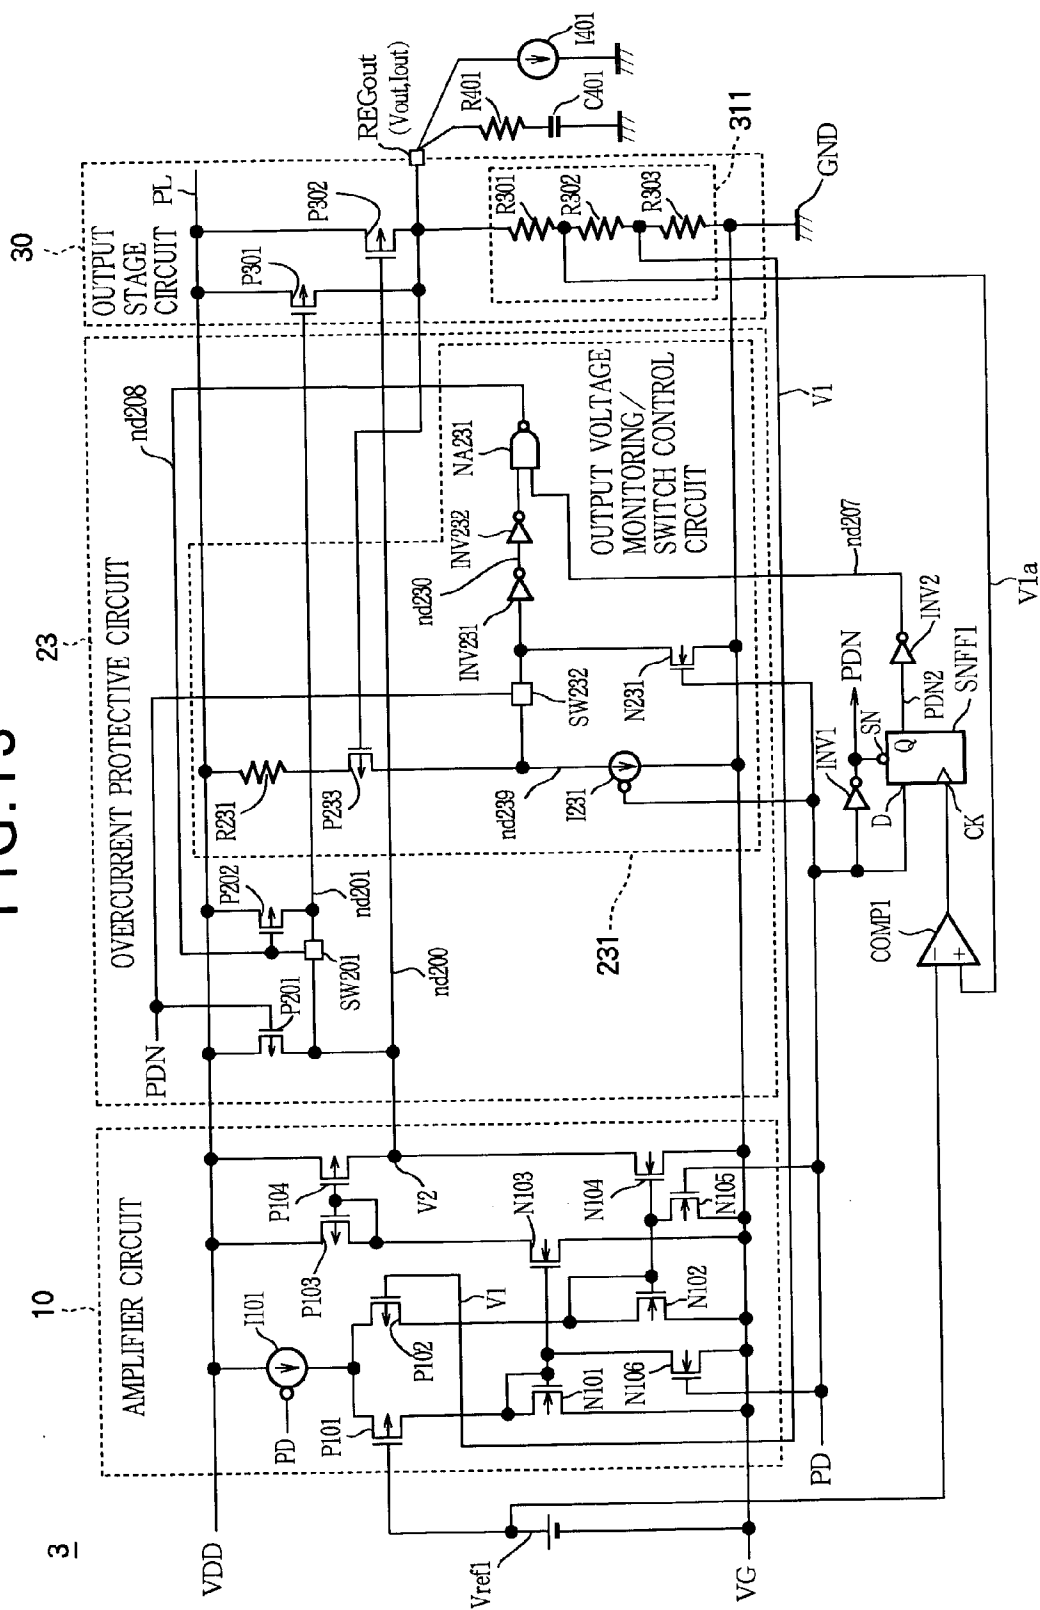 3
10
AMPLIFIER CIRCUIT
23
OVERCURRENT PROTECTIVE CIRCUIT
30
OUTPUT
STAGE
CIRCUIT
VDD
I101
PD
P101
P102
P103
P104
V1
V2
N101
N102
N103
N104
N105
N106
Vref1
VG
PD
PDN
P201
P202
SW201
nd201
nd200
nd208
R231
P233
nd239
I231
SW232
INV231
nd230
INV232
NA231
N231
OUTPUT VOLTAGE
MONITORING/
SWITCH CONTROL
CIRCUIT
231
PL
P301
P302
REGout
(Vout,Iout)
R401
C401
I401
R301
R302
R303
311
GND
V1
V1a
nd207
COMP1
INV1
PDN
SN
D
Q
CK
PDN2
INV2
SNFF1